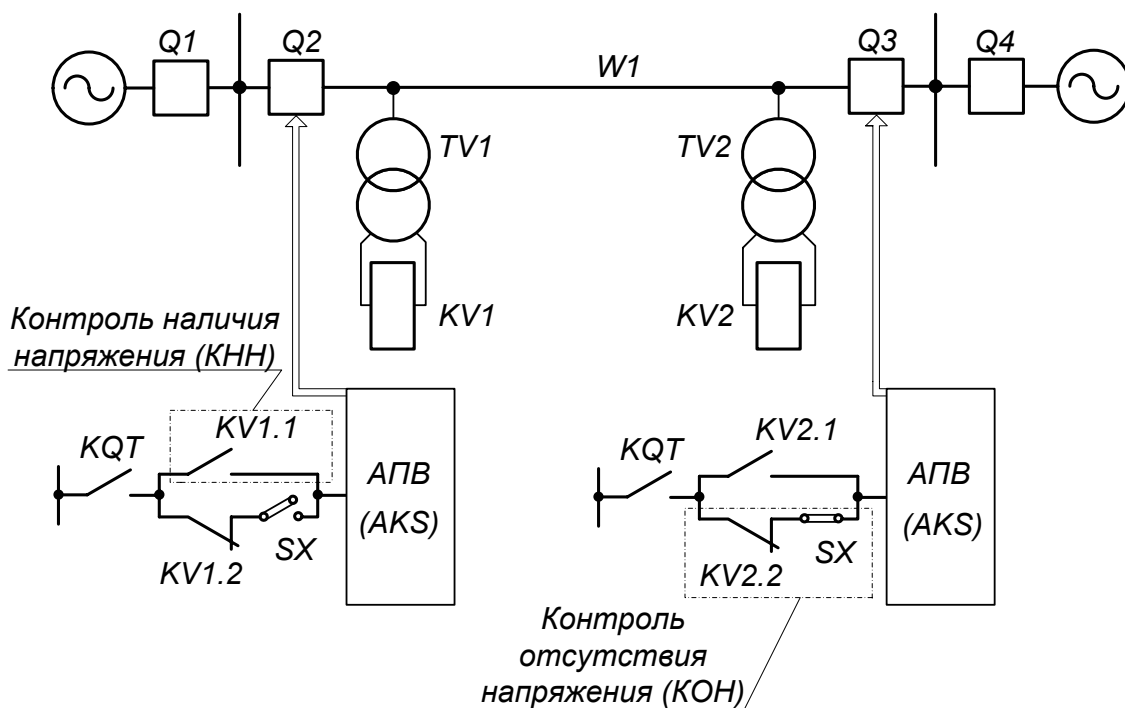 Q1
Q2
W1
Q3
Q4
TV1
TV2
KV1
KV2
Контроль наличия
напряжения (КНН)
KQT
KV1.1
KV1.2
SX
АПВ
(AKS)
KQT
KV2.1
KV2.2
SX
АПВ
(AKS)
Контроль
отсутствия
напряжения (КОН)